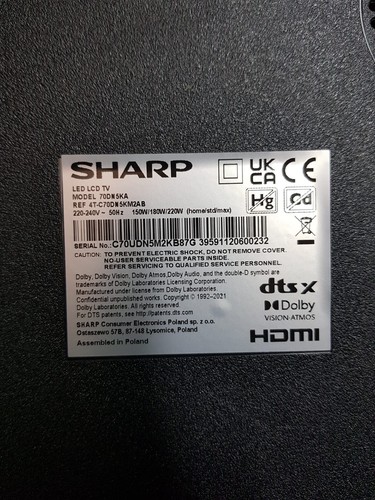 SHARP
LED LCD TV
MODEL 70DN5KA
REF 4T-C70DN5KM2AB
220-240V ~ 50Hz 150W/180W/220W (home/std/max)
UK
CA
CE
Hg
Cd
SERIAL No.:C70UDN5M2KB87G 39591120600232
CAUTION: TO PREVENT ELECTRIC SHOCK, DO NOT REMOVE COVER.
NO-USER SERVICEABLE PARTS INSIDE.
REFER SERVICING TO QUALIFIED SERVICE PERSONNEL.
Dolby, Dolby Vision, Dolby Atmos,Dolby Audio, and the double-D symbol are
trademarks of Dolby Laboratories Licensing Corporation.
Manufactured under license from Dolby Laboratories.
Confidential unpublished works. Copyright © 1992–2021
Dolby Laboratories. All rights reserved.
For DTS patents, see http://patents.dts.com
dts X
Dolby
VISION·ATMOS
SHARP Consumer Electronics Poland sp. z o.o.
Ostaszewo 57B, 87-148 Lysomice, Poland
Assembled in Poland
HDMI